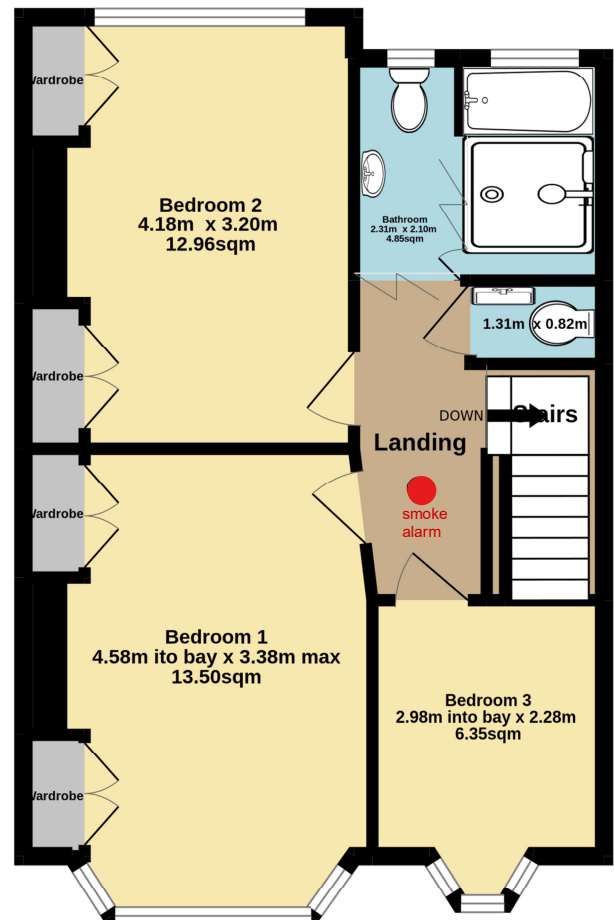 Wardrobe
Bedroom 2
4.18m x 3.20m
12.96sqm
Bathroom
2.31m x 2.10m
4.85sqm
1.31m x 0.82m
Wardrobe
DOWN
Stairs
Landing
smoke
alarm
Wardrobe
Bedroom 1
4.58m ito bay x 3.38m max
13.50sqm
Bedroom 3
2.98m into bay x 2.28m
6.35sqm
Wardrobe